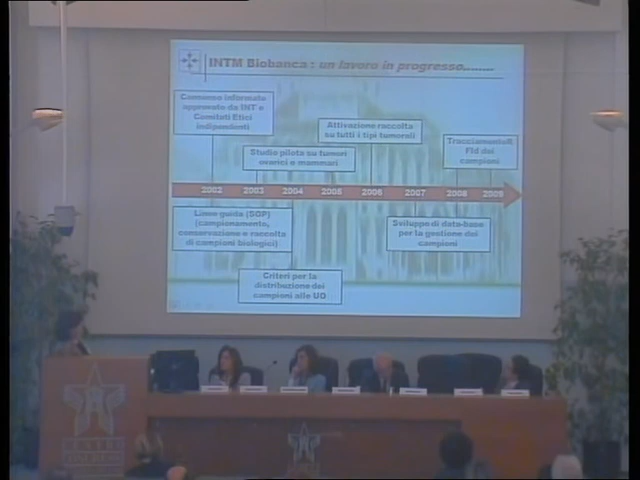 INTM Biobanca : un lavoro in progresso........
Consenso informato
approvato da INT e
Comitati Etici
indipendenti
Attivazione raccolta
su tutti i tipi tumorali
Studio pilota su tumori
ovarici e mammari
Tracciamento
campioni
2002 2003 2004 2005 2006 2007 2008 2009
Linee guida (SOP)
(campionamento,
conservazione e raccolta
di campioni biologici)
Sviluppo di data-base
per la gestione dei
campioni
Criteri per la
distribuzione dei
campioni alle UO